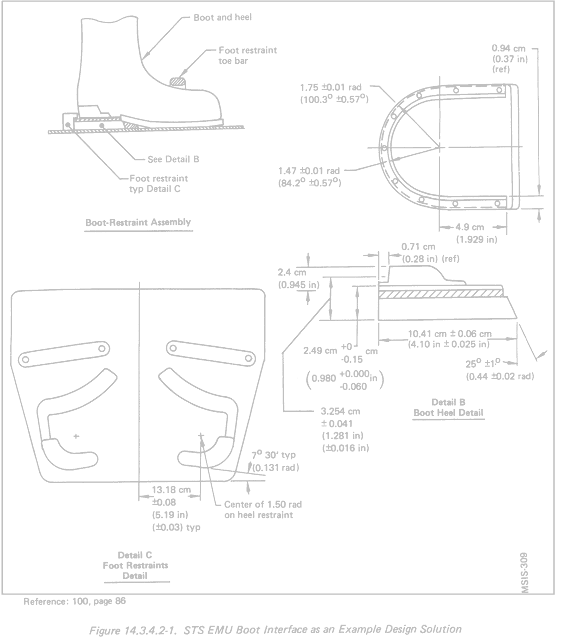 Boot and heel
Foot restraint
toe bar
See Detail B
Foot restraint
typ Detail C
Boot-Restraint Assembly
0.94 cm
(0.37 in)
(ref)
1.75 ±0.01 rad
(100.3° ±0.57°)
1.47 ±0.01 rad
(84.2° ±0.57°)
4.9 cm
(1.929 in)
0.71 cm
(0.28 in) (ref)
2.4 cm
(0.945 in)
10.41 cm ± 0.06 cm
(4.10 in ± 0.025 in)
2.49 cm +0 cm
-0.15
(0.980 +0.000 in)
-0.060
25° ±1°
(0.44 ±0.02 rad)
3.254 cm
± 0.041
(1.281 in)
(±0.016 in)
Detail B
Boot Heel Detail
7° 30' typ
(0.131 rad)
13.18 cm
±0.08
(5.19 in)
(±0.03) typ
Center of 1.50 rad
on heel restraint
Detail C
Foot Restraints
Detail
MSIS-309
Reference: 100, page 86
Figure 14.3.4.2-1. STS EMU Boot Interface as an Example Design Solution